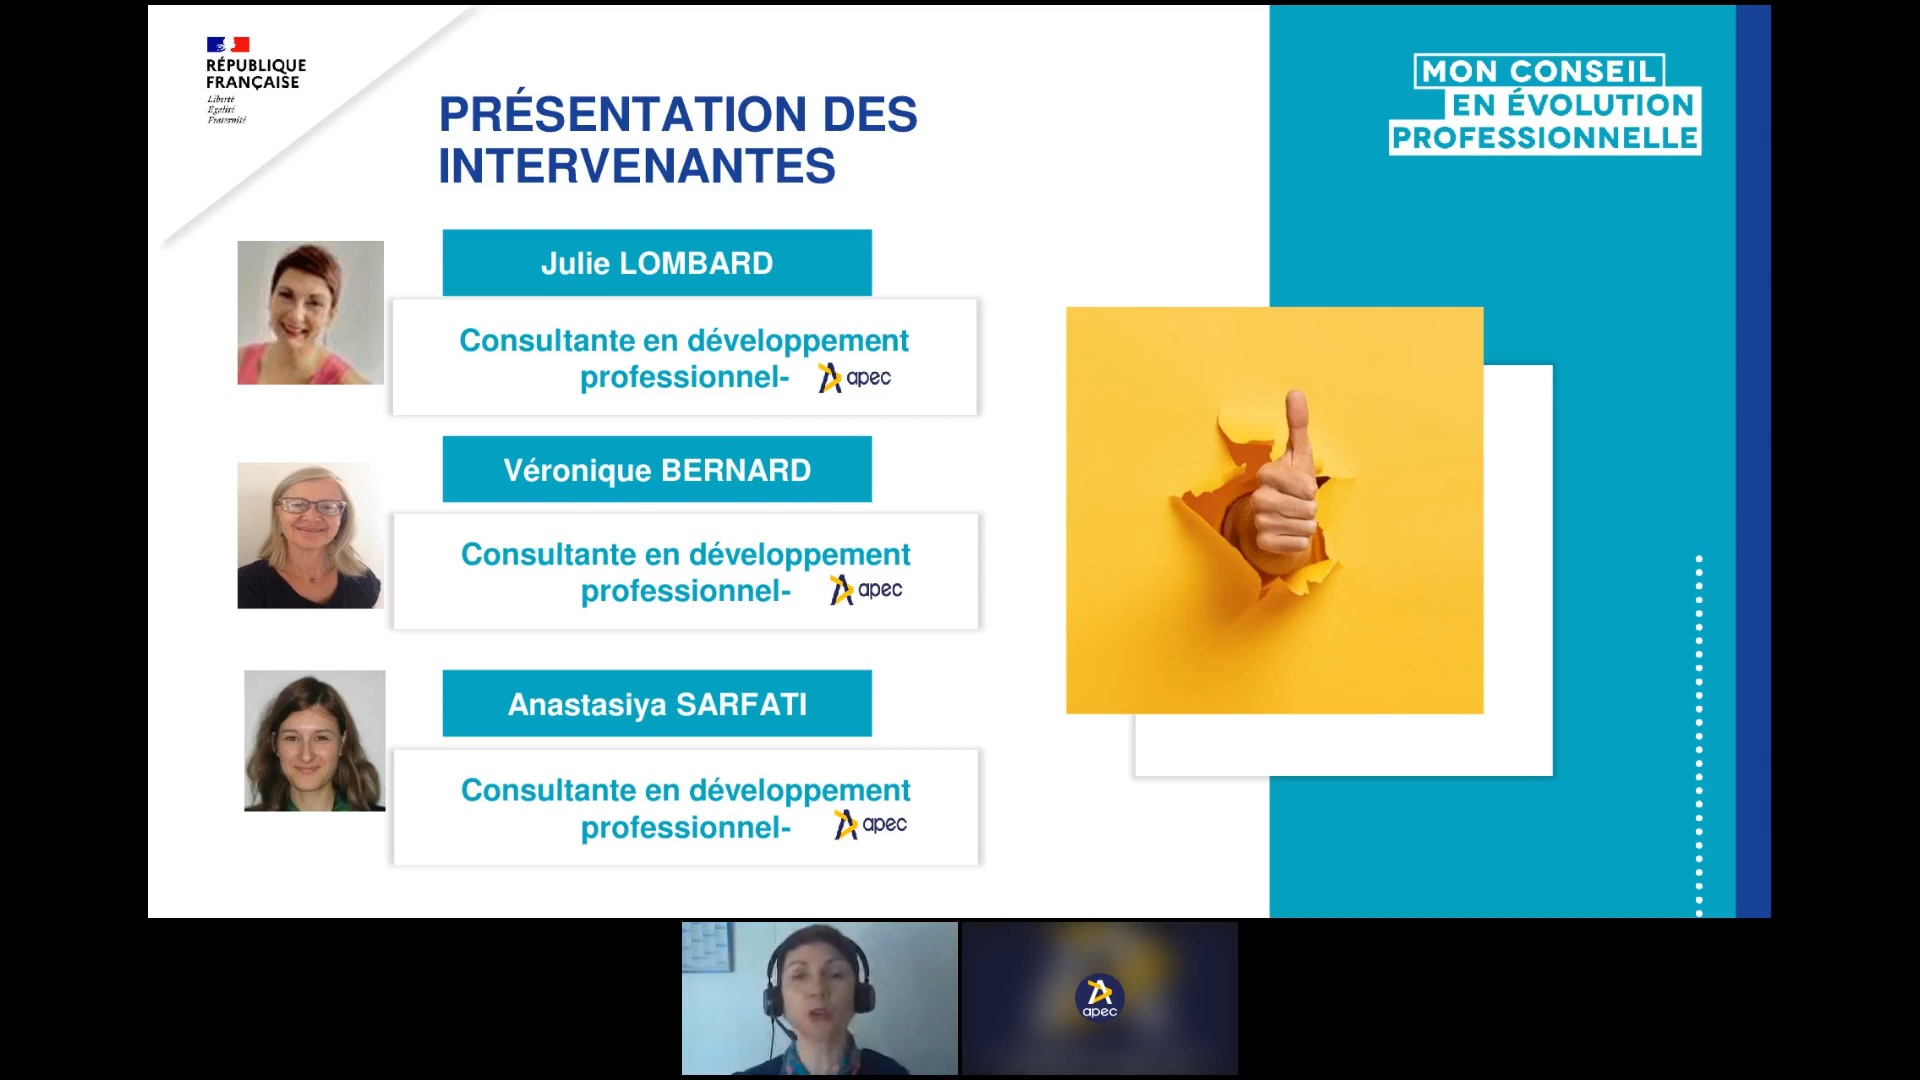 RÉPUBLIQUE
FRANÇAISE
Liberté
Égalité
Fraternité
PRÉSENTATION DES
INTERVENANTES
MON CONSEIL
EN ÉVOLUTION
PROFESSIONNELLE
Julie LOMBARD
Consultante en développement
professionnel- apec
Véronique BERNARD
Consultante en développement
professionnel- apec
Anastasiya SARFATI
Consultante en développement
professionnel- apec
apec